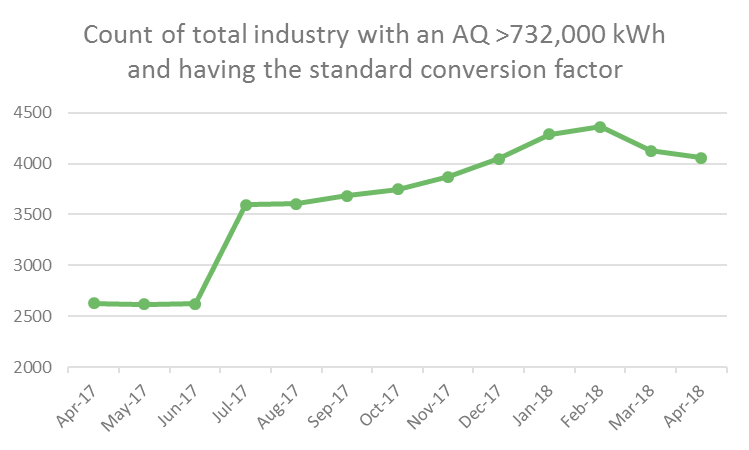 Count of total industry with an AQ >732,000 kWh
and having the standard conversion factor
4500
4000
3500
3000
2500
2000
Apr-17
May-17
Jun-17
Jul-17
Aug-17
Sep-17
Oct-17
Nov-17
Dec-17
Jan-18
Feb-18
Mar-18
Apr-18